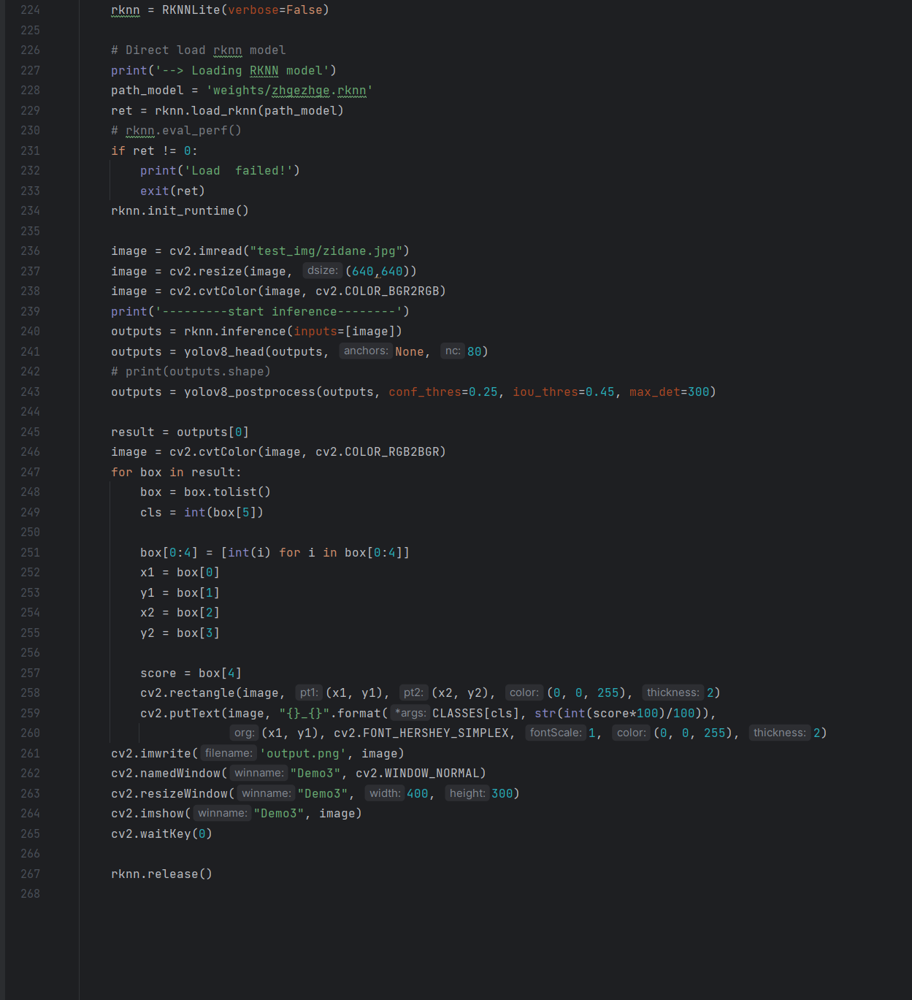 224 rknn = RKNNLite(verbose=False)
225
226 # Direct load rknn model
227 print('--> Loading RKNN model')
228 path_model = 'weights/zhgezhge.rknn'
229 ret = rknn.load_rknn(path_model)
230 # rknn.eval_perf()
231 if ret != 0:
232     print('Load  failed!')
233     exit(ret)
234 rknn.init_runtime()
235
236 image = cv2.imread("test_img/zidane.jpg")
237 image = cv2.resize(image, dsize: (640,640))
238 image = cv2.cvtColor(image, cv2.COLOR_BGR2RGB)
239 print('---------start inference--------')
240 outputs = rknn.inference(inputs=[image])
241 outputs = yolov8_head(outputs, anchors: None, nc: 80)
242 # print(outputs.shape)
243 outputs = yolov8_postprocess(outputs, conf_thres=0.25, iou_thres=0.45, max_det=300)
244
245 result = outputs[0]
246 image = cv2.cvtColor(image, cv2.COLOR_RGB2BGR)
247 for box in result:
248     box = box.tolist()
249     cls = int(box[5])
250
251     box[0:4] = [int(i) for i in box[0:4]]
252     x1 = box[0]
253     y1 = box[1]
254     x2 = box[2]
255     y2 = box[3]
256
257     score = box[4]
258     cv2.rectangle(image, pt1: (x1, y1), pt2: (x2, y2), color: (0, 0, 255), thickness: 2)
259     cv2.putText(image, "{}_{}".format( *args: CLASSES[cls], str(int(score*100)/100)),
260                 org: (x1, y1), cv2.FONT_HERSHEY_SIMPLEX, fontScale: 1, color: (0, 0, 255), thickness: 2)
261 cv2.imwrite( filename: 'output.png', image)
262 cv2.namedWindow( winname: "Demo3", cv2.WINDOW_NORMAL)
263 cv2.resizeWindow( winname: "Demo3", width: 400, height: 300)
264 cv2.imshow( winname: "Demo3", image)
265 cv2.waitKey(0)
266
267 rknn.release()
268